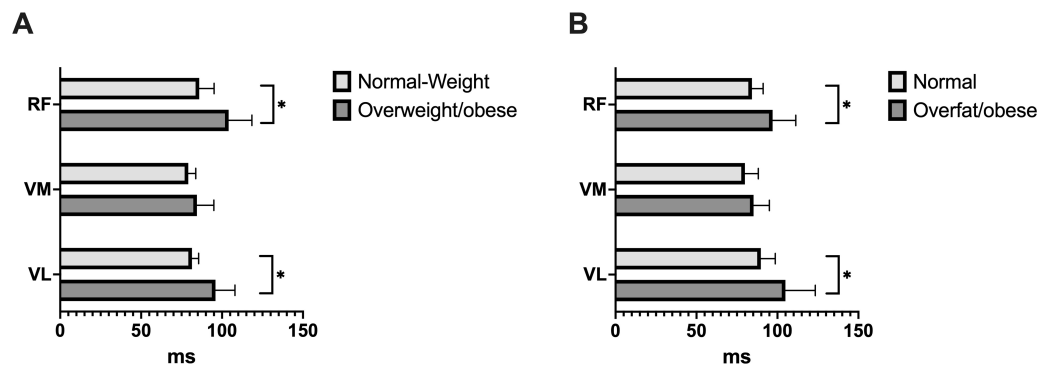 A
RF
VM
VL
*
*
0 50 100 150
ms
Normal-Weight
Overweight/obese
B
RF
VM
VL
*
*
0 50 100 150
ms
Normal
Overfat/obese